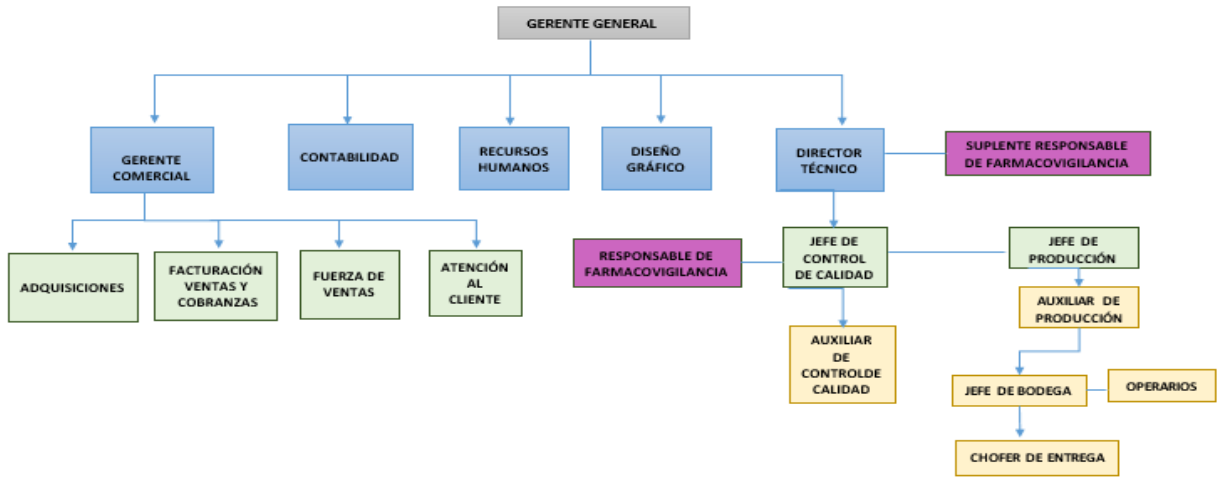 GERENTE GENERAL
GERENTE
COMERCIAL
CONTABILIDAD
RECURSOS
HUMANOS
DISEÑO
GRÁFICO
DIRECTOR
TÉCNICO
SUPLENTE RESPONSABLE
DE FARMACOVIGILANCIA
ADQUISICIONES
FACTURACIÓN
VENTAS Y
COBRANZAS
FUERZA DE
VENTAS
ATENCIÓN
AL
CLIENTE
RESPONSABLE DE
FARMACOVIGILANCIA
JEFE DE
CONTROL
DE CALIDAD
JEFE DE
PRODUCCIÓN
AUXILIAR DE
PRODUCCIÓN
AUXILIAR
DE
CONTROLDE
CALIDAD
JEFE DE BODEGA
OPERARIOS
CHOFER DE ENTREGA